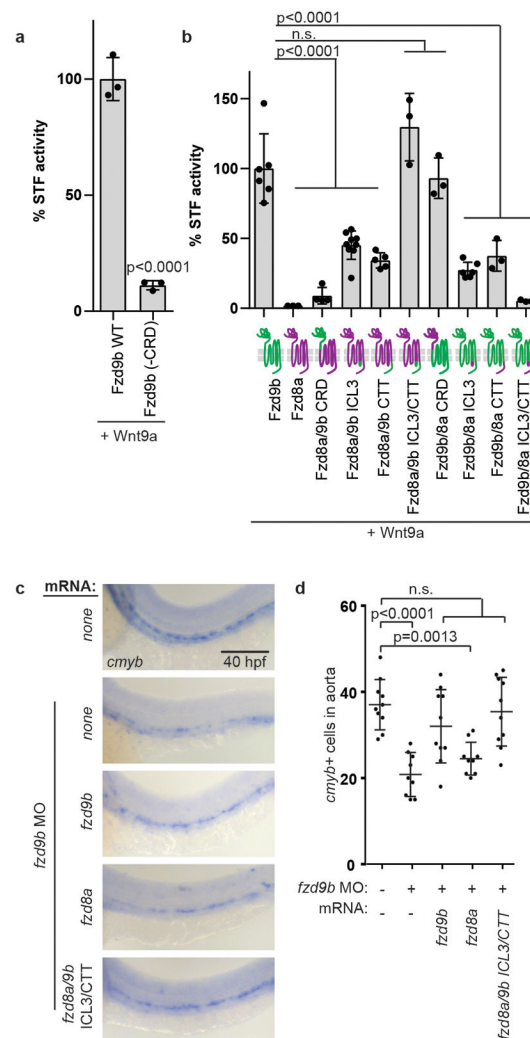 a
% STF activity
100
50
0
p<0.0001
Fzd9b WT
Fzd9b (-CRD)
+ Wnt9a
b
p<0.0001
n.s.
p<0.0001
% STF activity
150
100
50
0
Fzd9b
Fzd8a
Fzd8a/9b CRD
Fzd8a/9b ICL3
Fzd8a/9b CTT
Fzd8a/9b ICL3/CTT
Fzd9b/8a CRD
Fzd9b/8a ICL3
Fzd9b/8a CTT
Fzd9b/8a ICL3/CTT
+ Wnt9a
c
mRNA:
none
cmyb
40 hpf
fzd9b MO
none
fzd9b
fzd8a
fzd8a/9b
ICL3/CTT
d
n.s.
p<0.0001
p=0.0013
cmyb+ cells in aorta
60
40
20
0
fzd9b MO: - + + + +
mRNA: - - fzd9b fzd8a fzd8a/9b ICL3/CTT